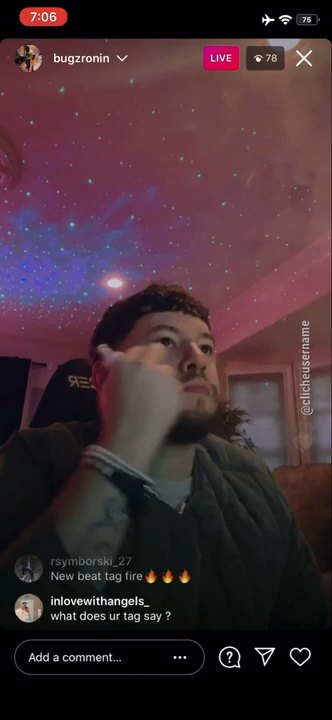 7:06
75
bugzronin
LIVE
78
@clicheusername
rsymborski_27
New beat tag fire🔥🔥🔥
inlovewithangels_
what does ur tag say ?
Add a comment...